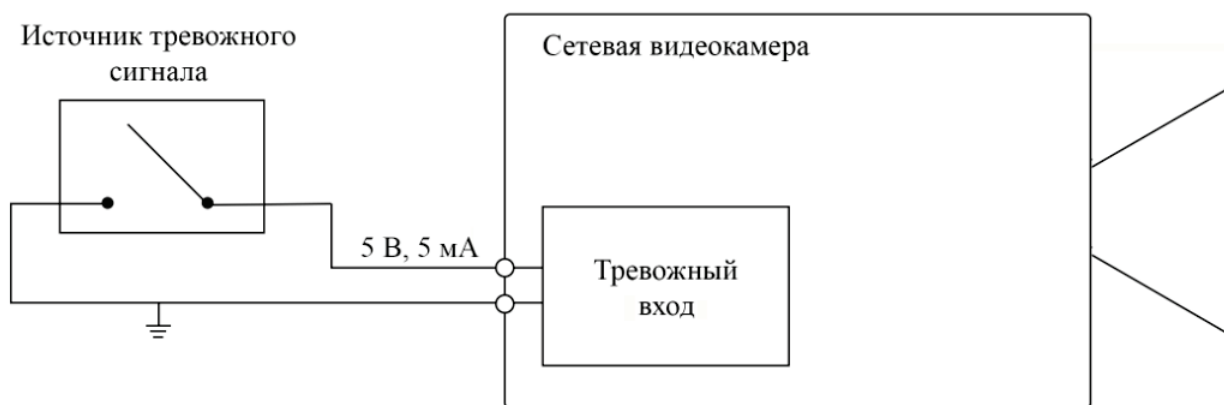 Источник тревожного
сигнала
Сетевая видеокамера
5 В, 5 мА
Тревожный
вход